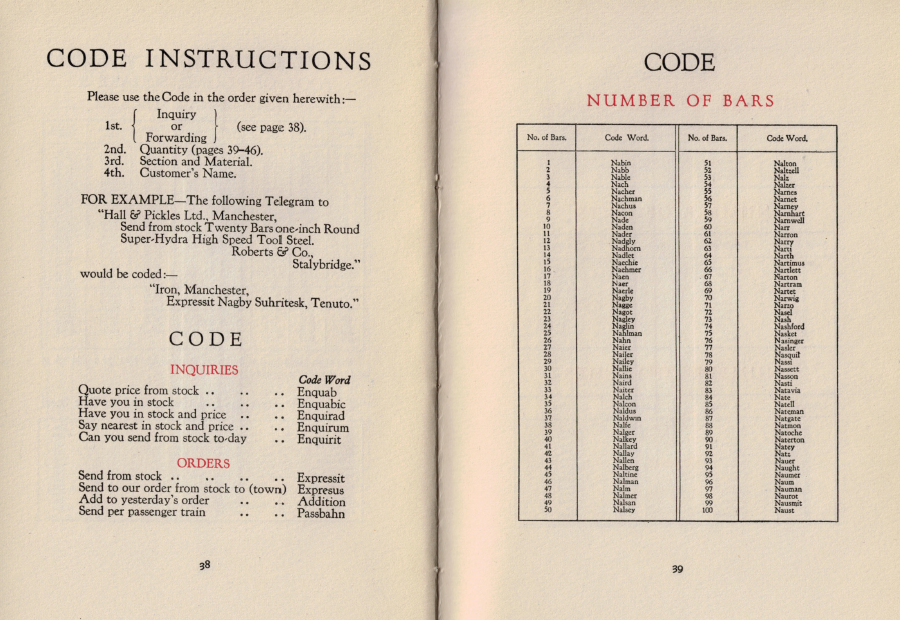 CODE INSTRUCTIONS
Please use the Code in the order given herewith:—
1st. { Inquiry or Forwarding } (see page 38).
2nd. Quantity (pages 39–46).
3rd. Section and Material.
4th. Customer's Name.
FOR EXAMPLE—The following Telegram to
"Hall & Pickles Ltd., Manchester,
Send from stock Twenty Bars one-inch Round
Super-Hydra High Speed Tool Steel.
Roberts & Co.,
Stalybridge."
would be coded:—
"Iron, Manchester,
Expressit Nagby Suhritesk, Tenuto."
CODE
INQUIRIES
Code Word
Quote price from stock .. .. .. Enquab
Have you in stock .. .. .. Enquabic
Have you in stock and price .. .. Enquirad
Say nearest in stock and price .. .. Enquirum
Can you send from stock to-day .. Enquirit
ORDERS
Send from stock .. .. .. .. Expressit
Send to our order from stock to (town) Expresus
Add to yesterday's order .. .. Addition
Send per passenger train .. .. Passbahn
38
CODE
NUMBER OF BARS
No. of Bars. Code Word. No. of Bars. Code Word.
1 Nabin 51 Nalton
2 Nabb 52 Naltzell
3 Nable 53 Nalz
4 Nach 54 Nalzer
5 Nacher 55 Narnes
6 Nachman 56 Narnet
7 Nachus 57 Narney
8 Nacon 58 Narnhart
9 Nade 59 Narnwell
10 Naden 60 Narr
11 Nader 61 Narron
12 Nadgly 62 Narry
13 Nadhorn 63 Narti
14 Nadlet 64 Narth
15 Naechie 65 Nartimus
16 Naehmer 66 Nartlett
17 Naen 67 Narton
18 Naer 68 Nartram
19 Naerle 69 Nartet
20 Nagby 70 Narwig
21 Nagge 71 Narzo
22 Nagot 72 Nasel
23 Nagley 73 Nash
24 Naglin 74 Nashford
25 Nahlman 75 Nasket
26 Nahn 76 Nasinger
27 Naier 77 Nasler
28 Nailer 78 Nasquit
29 Nailey 79 Nassi
30 Nallie 80 Nassett
31 Nains 81 Nasson
32 Naird 82 Nasti
33 Naiter 83 Natavia
34 Nalch 84 Nate
35 Nalcon 85 Natell
36 Naldus 86 Nateman
37 Naldwin 87 Natgate
38 Nalfe 88 Natmon
39 Nalger 89 Natoche
40 Nalkey 90 Naterton
41 Nallard 91 Natey
42 Nallay 92 Natz
43 Nallen 93 Nauer
44 Nalberg 94 Naught
45 Naltine 95 Naumer
46 Nalman 96 Naum
47 Nalm 97 Nauman
48 Nalmer 98 Naurot
49 Nalsan 99 Nausmit
50 Nalsey 100 Naust
39